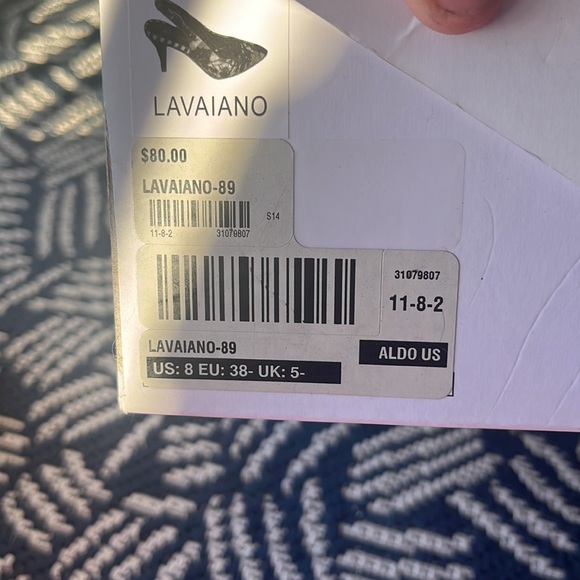 LAVAIANO
$80.00
LAVAIANO-89
S14
11-8-2 31079807
31079807
11-8-2
LAVAIANO-89
ALDO US
US: 8 EU: 38- UK: 5-